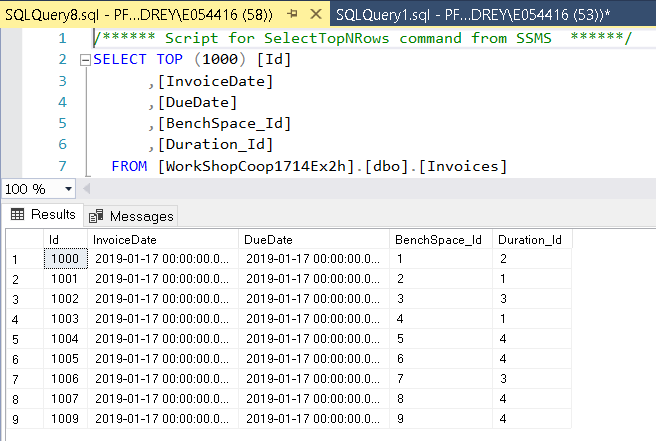 SQLQuery8.sql - PF...DREY\E054416 (58)) SQLQuery1.sql - PF...DREY\E054416 (53))*
1 /****** Script for SelectTopNRows command from SSMS ******/
2 SELECT TOP (1000) [Id]
3 ,[InvoiceDate]
4 ,[DueDate]
5 ,[BenchSpace_Id]
6 ,[Duration_Id]
7 FROM [WorkShopCoop1714Ex2h].[dbo].[Invoices]
100 %
Results Messages
Id InvoiceDate DueDate BenchSpace_Id Duration_Id
1 1000 2019-01-17 00:00:00.0... 2019-01-17 00:00:00.0... 1 2
2 1001 2019-01-17 00:00:00.0... 2019-01-17 00:00:00.0... 2 1
3 1002 2019-01-17 00:00:00.0... 2019-01-17 00:00:00.0... 3 3
4 1003 2019-01-17 00:00:00.0... 2019-01-17 00:00:00.0... 4 1
5 1004 2019-01-17 00:00:00.0... 2019-01-17 00:00:00.0... 5 4
6 1005 2019-01-17 00:00:00.0... 2019-01-17 00:00:00.0... 6 4
7 1006 2019-01-17 00:00:00.0... 2019-01-17 00:00:00.0... 7 3
8 1007 2019-01-17 00:00:00.0... 2019-01-17 00:00:00.0... 8 4
9 1009 2019-01-17 00:00:00.0... 2019-01-17 00:00:00.0... 9 4